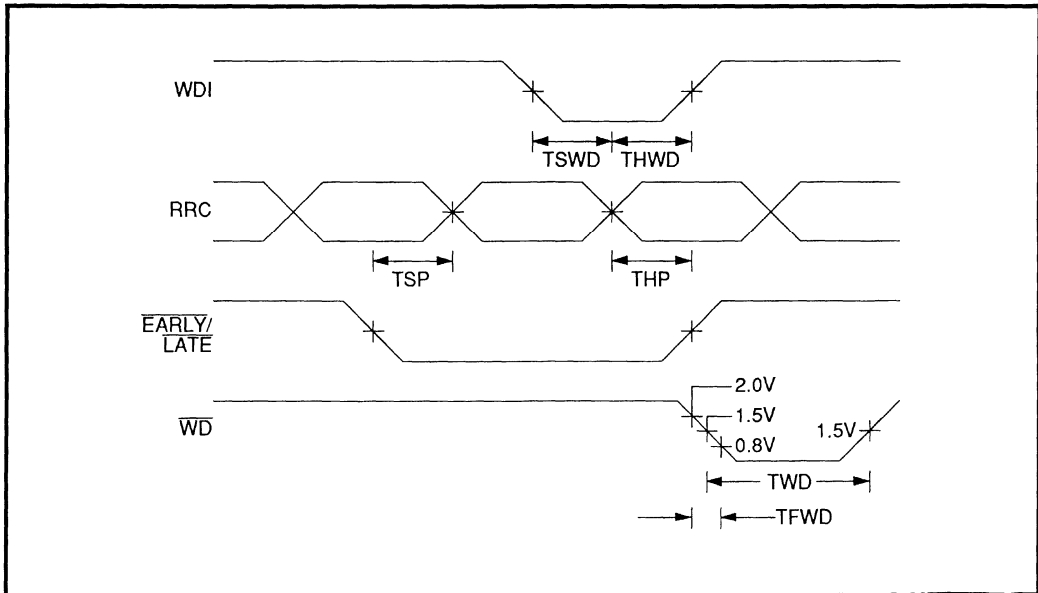 WDI
TSWD THWD
RRC
TSP THP
EARLY/
LATE
2.0V
WD
1.5V 1.5V
0.8V
TWD
TFWD